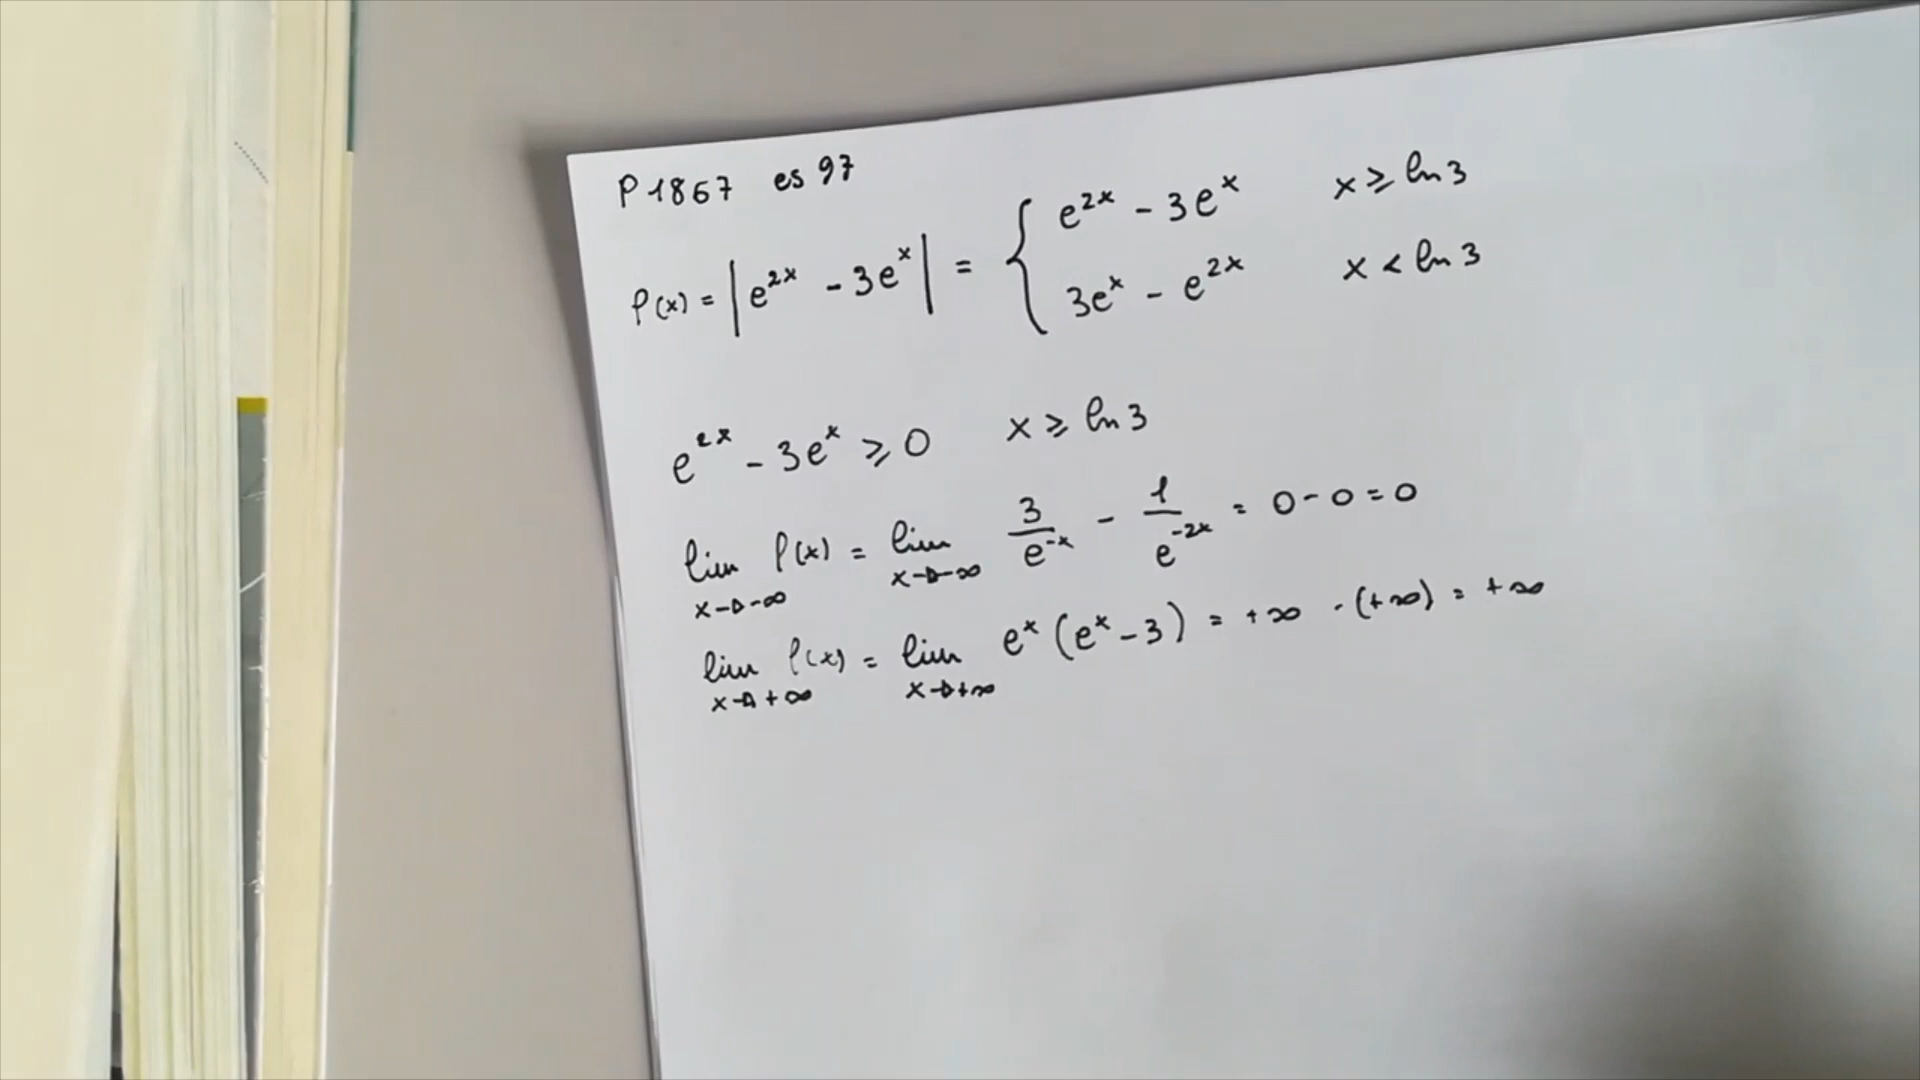 P 1867 es 97
f(x) = |e^{2x} - 3e^x| = { e^{2x} - 3e^x x ≥ ln 3
3e^x - e^{2x} x < ln 3
e^{2x} - 3e^x ≥ 0 x ≥ ln 3
lim_{x→-∞} f(x) = lim_{x→-∞} 3/e^{-x} - 1/e^{-2x} = 0 - 0 = 0
lim_{x→+∞} f(x) = lim_{x→+∞} e^x (e^x - 3) = +∞ · (+∞) = +∞